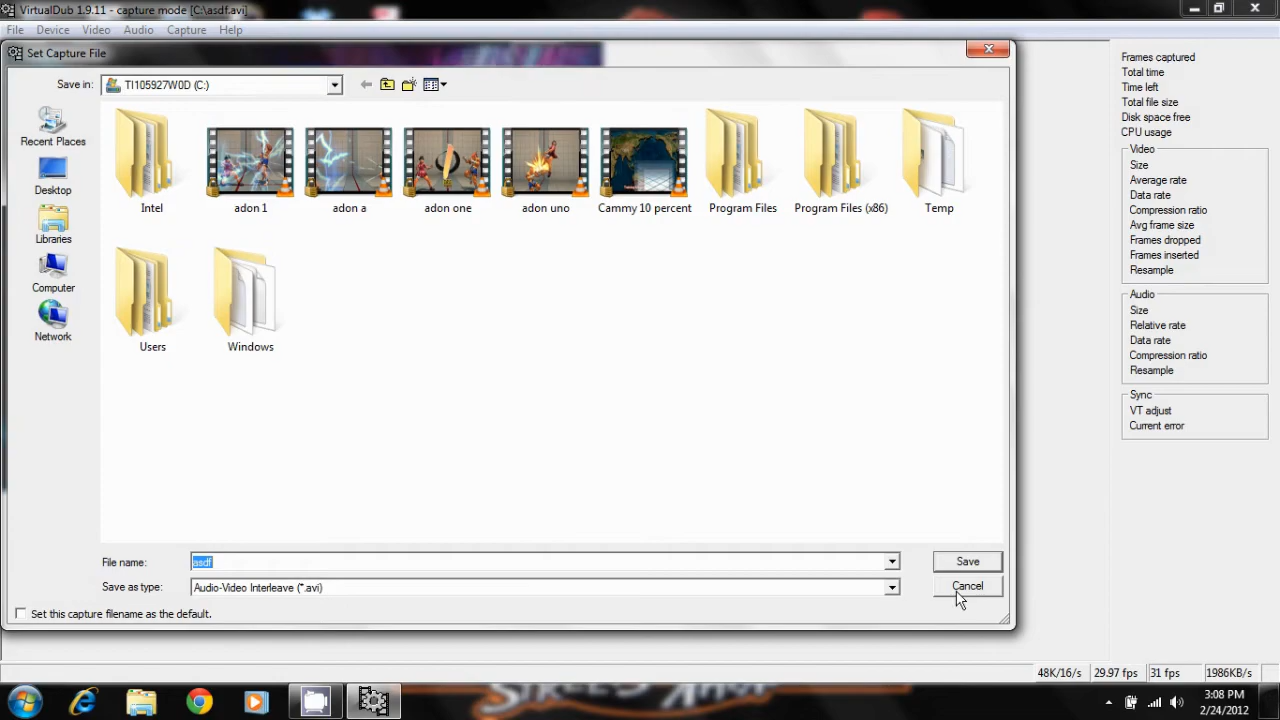 VirtualDub 1.9.11 - capture mode [C:\asdf.avi]
File Device Video Audio Capture Help
Set Capture File
Save in: TI105927W0D (C:)
Recent Places
Desktop
Libraries
Computer
Network
Intel adon 1 adon a adon one adon uno Cammy 10 percent Program Files Program Files (x86) Temp
Users Windows
File name: asdf Save
Save as type: Audio-Video Interleave (*.avi) Cancel
Set this capture filename as the default.
Frames captured
Total time
Time left
Total file size
Disk space free
CPU usage
Video
Size
Average rate
Data rate
Compression ratio
Avg frame size
Frames dropped
Frames inserted
Resample
Audio
Size
Relative rate
Data rate
Compression ratio
Resample
Sync
VT adjust
Current error
48K/16/s 29.97 fps 31 fps 1986KB/s
3:08 PM
2/24/2012